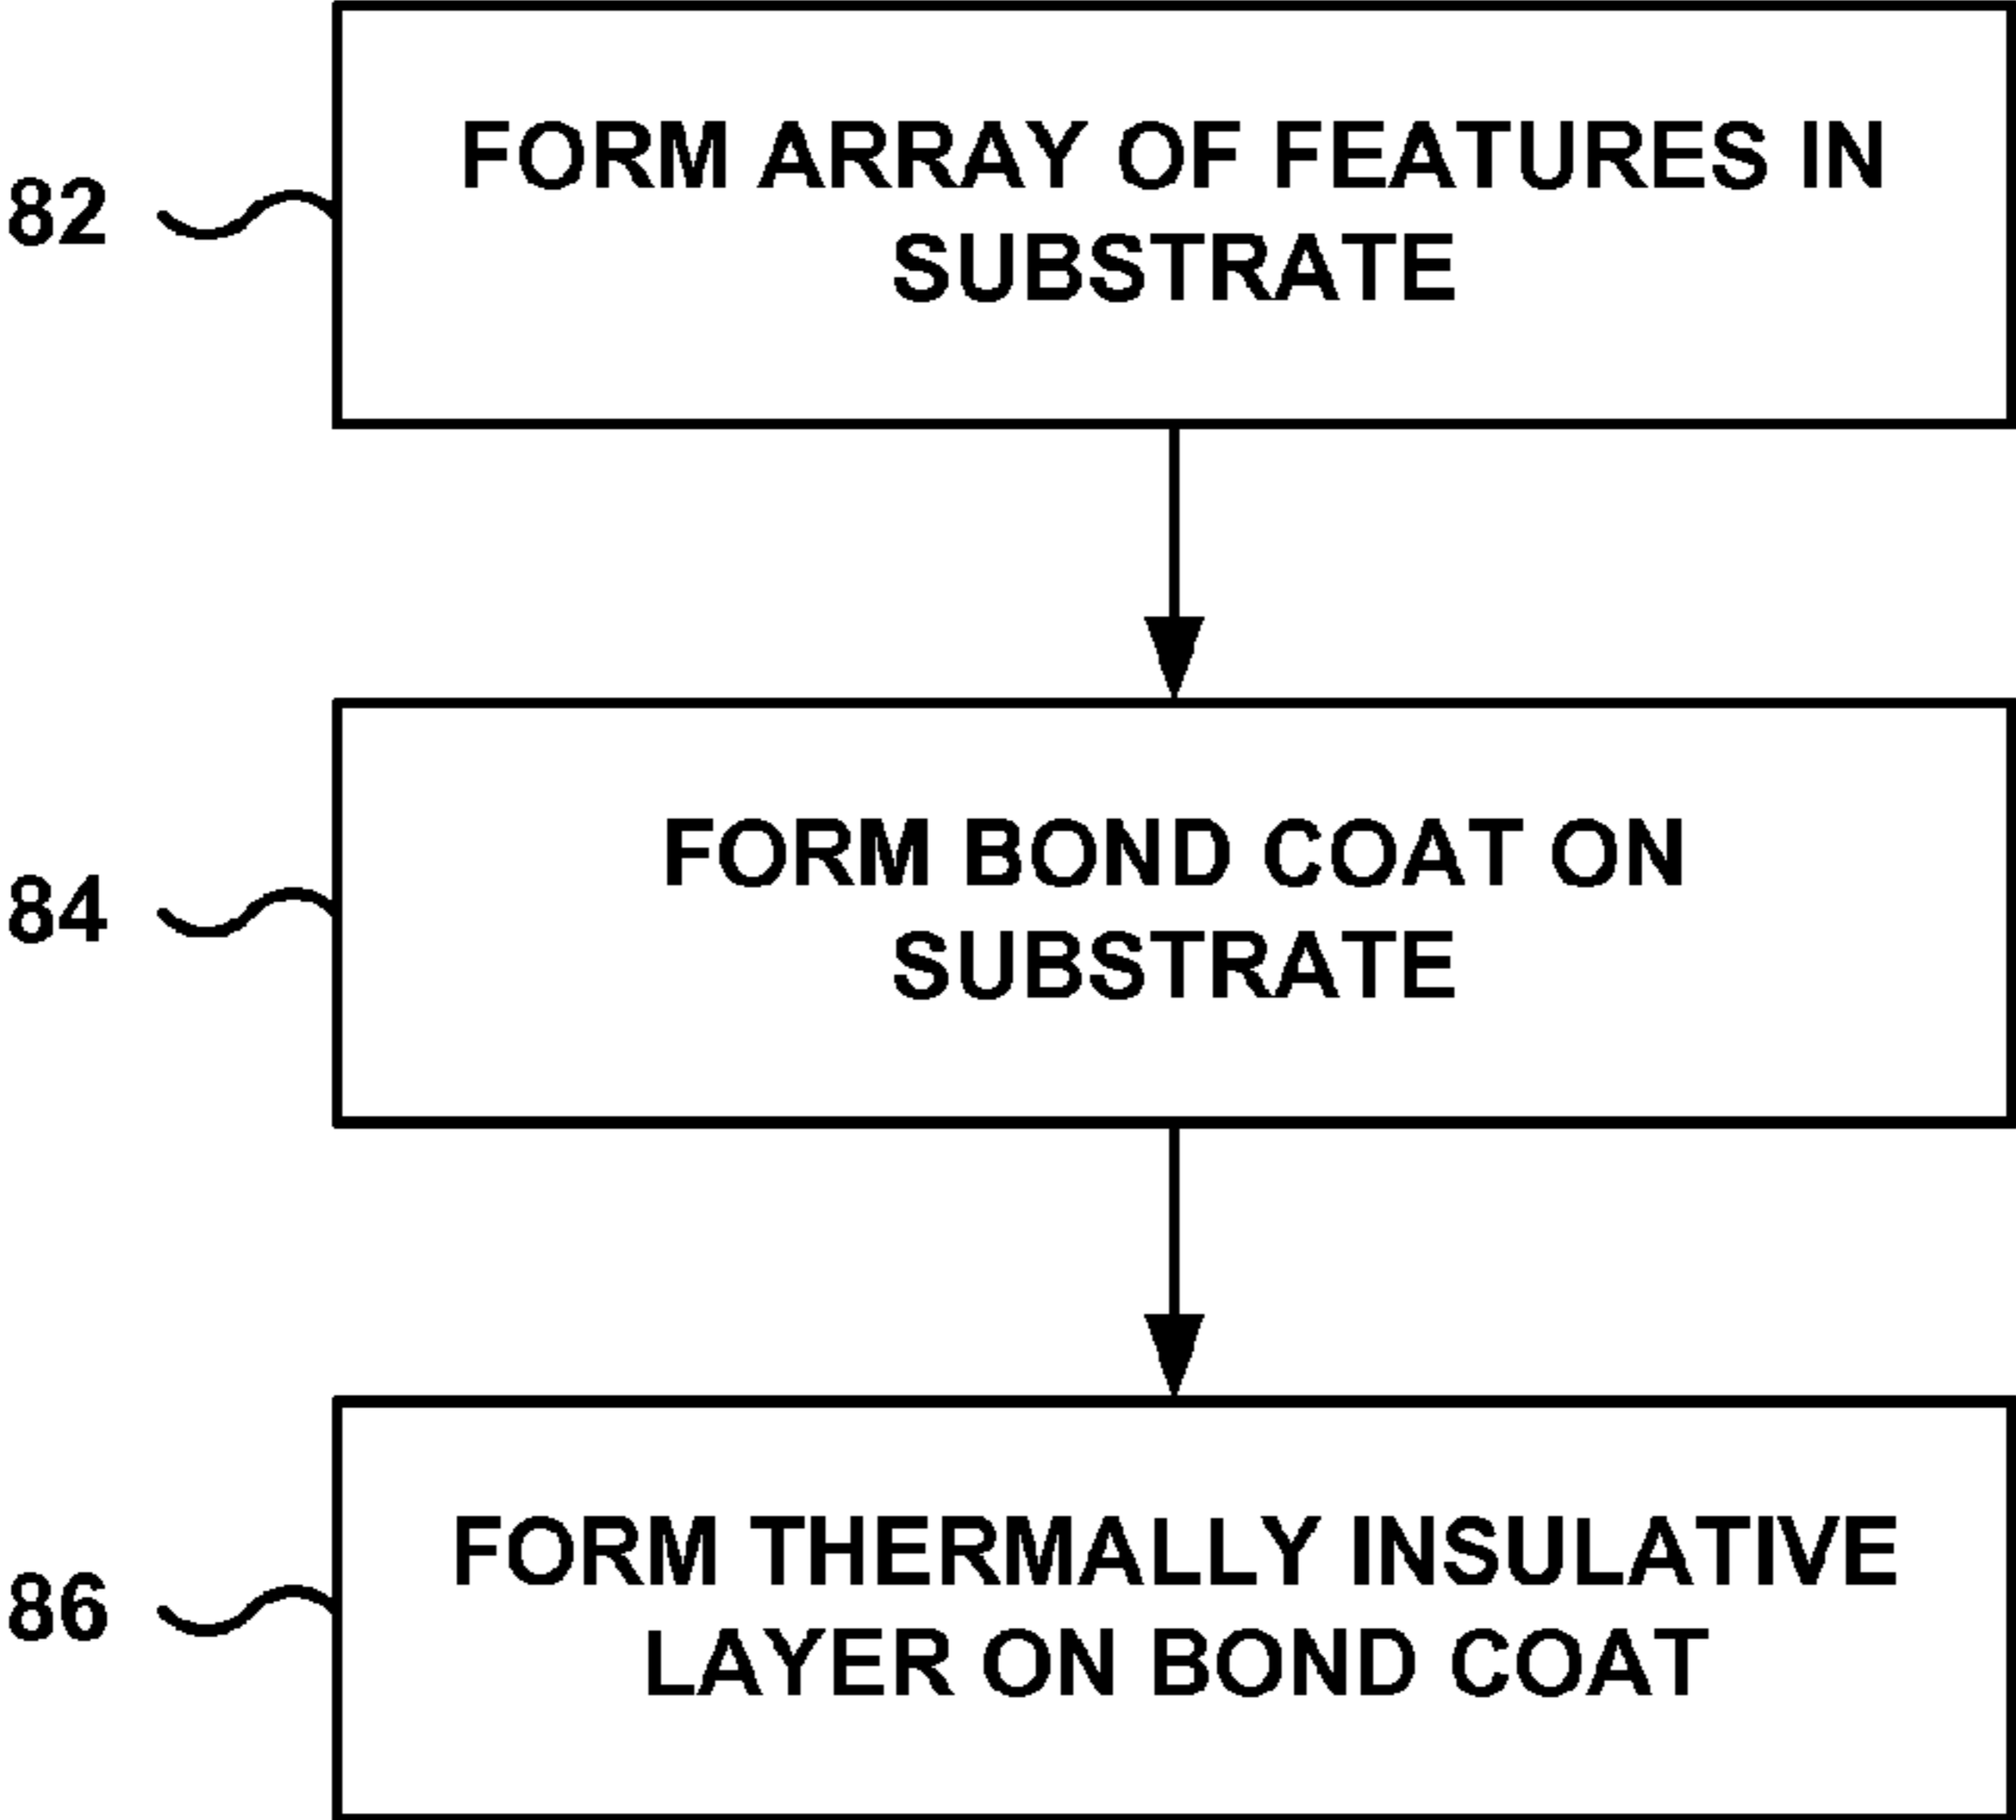 82
FORM ARRAY OF FEATURES IN
SUBSTRATE
84
FORM BOND COAT ON
SUBSTRATE
86
FORM THERMALLY INSULATIVE
LAYER ON BOND COAT